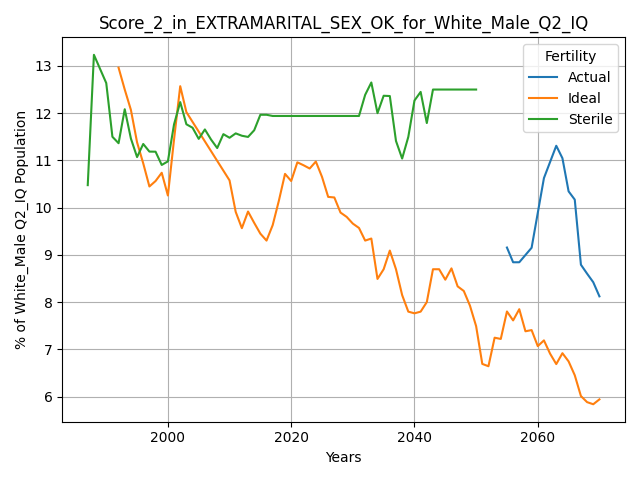 Score_2_in_EXTRAMARITAL_SEX_OK_for_White_Male_Q2_IQ
Fertility
Actual
Ideal
Sterile
% of White_Male Q2_IQ Population
13
12
11
10
9
8
7
6
2000
2020
2040
2060
Years